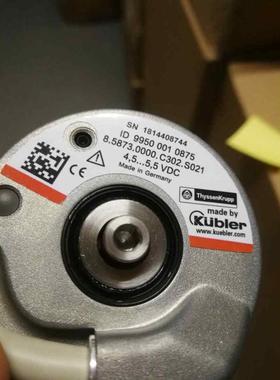 SN 1814408744
ID 9950 001 0875
8.5873.0000.C302.S021
4,5...5,5 VDC
Made in Germany
CE
ThyssenKrupp
made by
Kübler
www.kuebler.com